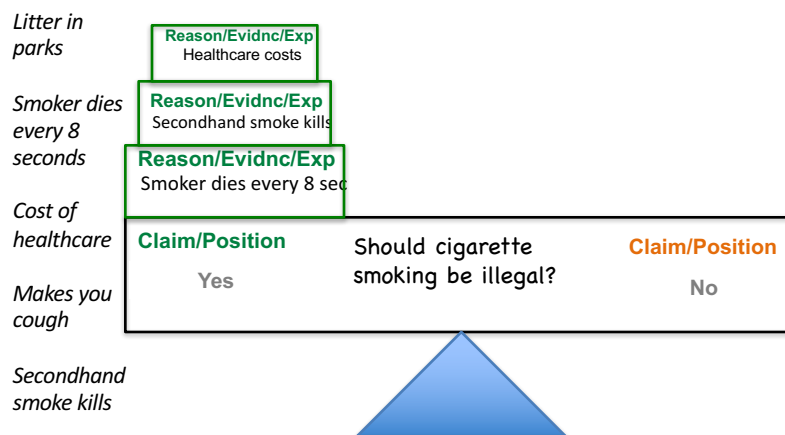 Litter in
parks
Smoker dies
every 8
seconds
Cost of
healthcare
Makes you
cough
Secondhand
smoke kills
Reason/Evidnc/Exp
Healthcare costs
Reason/Evidnc/Exp
Secondhand smoke kills
Reason/Evidnc/Exp
Smoker dies every 8 sec
Claim/Position
Yes
Should cigarette
smoking be illegal?
Claim/Position
No